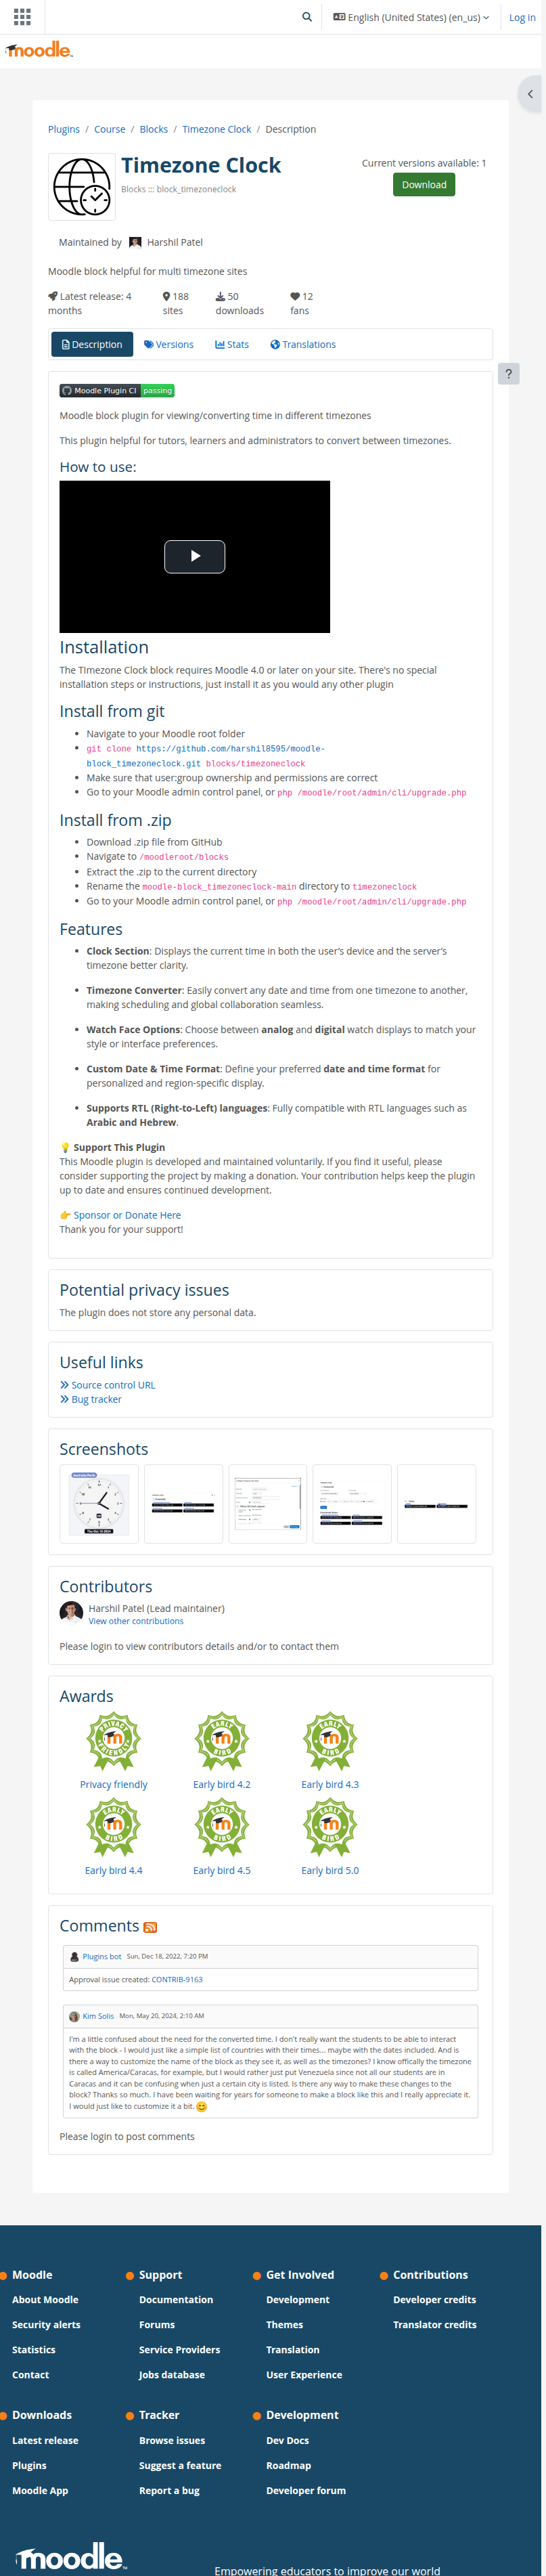 English (United States) (en_us)
Log in
moodle
Plugins / Course / Blocks / Timezone Clock / Description
Timezone Clock
Blocks ::: block_timezoneclock
Current versions available: 1
Download
Maintained by Harshil Patel
Moodle block helpful for multi timezone sites
Latest release: 4
months
188
sites
50
downloads
12
fans
Description
Versions
Stats
Translations
?
Moodle Plugin CI passing
Moodle block plugin for viewing/converting time in different timezones
This plugin helpful for tutors, learners and administrators to convert between timezones.
How to use:
Installation
The TImezone Clock block requires Moodle 4.0 or later on your site. There's no special
installation steps or instructions, just install it as you would any other plugin
Install from git
Navigate to your Moodle root folder
git clone https://github.com/harshil8595/moodle-
block_timezoneclock.git blocks/timezoneclock
Make sure that user:group ownership and permissions are correct
Go to your Moodle admin control panel, or php /moodle/root/admin/cli/upgrade.php
Install from .zip
Download .zip file from GitHub
Navigate to /moodleroot/blocks
Extract the .zip to the current directory
Rename the moodle-block_timezoneclock-main directory to timezoneclock
Go to your Moodle admin control panel, or php /moodle/root/admin/cli/upgrade.php
Features
Clock Section: Displays the current time in both the user's device and the server's
timezone better clarity.
Timezone Converter: Easily convert any date and time from one timezone to another,
making scheduling and global collaboration seamless.
Watch Face Options: Choose between analog and digital watch displays to match your
style or interface preferences.
Custom Date & Time Format: Define your preferred date and time format for
personalized and region-specific display.
Supports RTL (Right-to-Left) languages: Fully compatible with RTL languages such as
Arabic and Hebrew.
💡 Support This Plugin
This Moodle plugin is developed and maintained voluntarily. If you find it useful, please
consider supporting the project by making a donation. Your contribution helps keep the plugin
up to date and ensures continued development.
👉 Sponsor or Donate Here
Thank you for your support!
Potential privacy issues
The plugin does not store any personal data.
Useful links
Source control URL
Bug tracker
Screenshots
Contributors
Harshil Patel (Lead maintainer)
View other contributions
Please login to view contributors details and/or to contact them
Awards
PRIVACY FRIENDLY
EARLY BIRD
EARLY BIRD
Privacy friendly
Early bird 4.2
Early bird 4.3
EARLY BIRD
EARLY BIRD
EARLY BIRD
Early bird 4.4
Early bird 4.5
Early bird 5.0
Comments
Plugins bot Sun, Dec 18, 2022, 7:20 PM
Approval issue created: CONTRIB-9163
Kim Solis Mon, May 20, 2024, 2:10 AM
I'm a little confused about the need for the converted time. I don't really want the students to be able to interact
with the block - I would just like a simple list of countries with their times... maybe with the dates included. And is
there a way to customize the name of the block as they see it, as well as the timezones? I know offically the timezone
is called America/Caracas, for example, but I would rather just put Venezuela since not all our students are in
Caracas and it can be confusing when just a certain city is listed. Is there any way to make these changes to the
block? Thanks so much. I have been waiting for years for someone to make a block like this and I really appreciate it.
I would just like to customize it a bit. 😊
Please login to post comments
Moodle
About Moodle
Security alerts
Statistics
Contact
Support
Documentation
Forums
Service Providers
Jobs database
Get Involved
Development
Themes
Translation
User Experience
Contributions
Developer credits
Translator credits
Downloads
Latest release
Plugins
Moodle App
Tracker
Browse issues
Suggest a feature
Report a bug
Development
Dev Docs
Roadmap
Developer forum
moodle
Empowering educators to improve our world